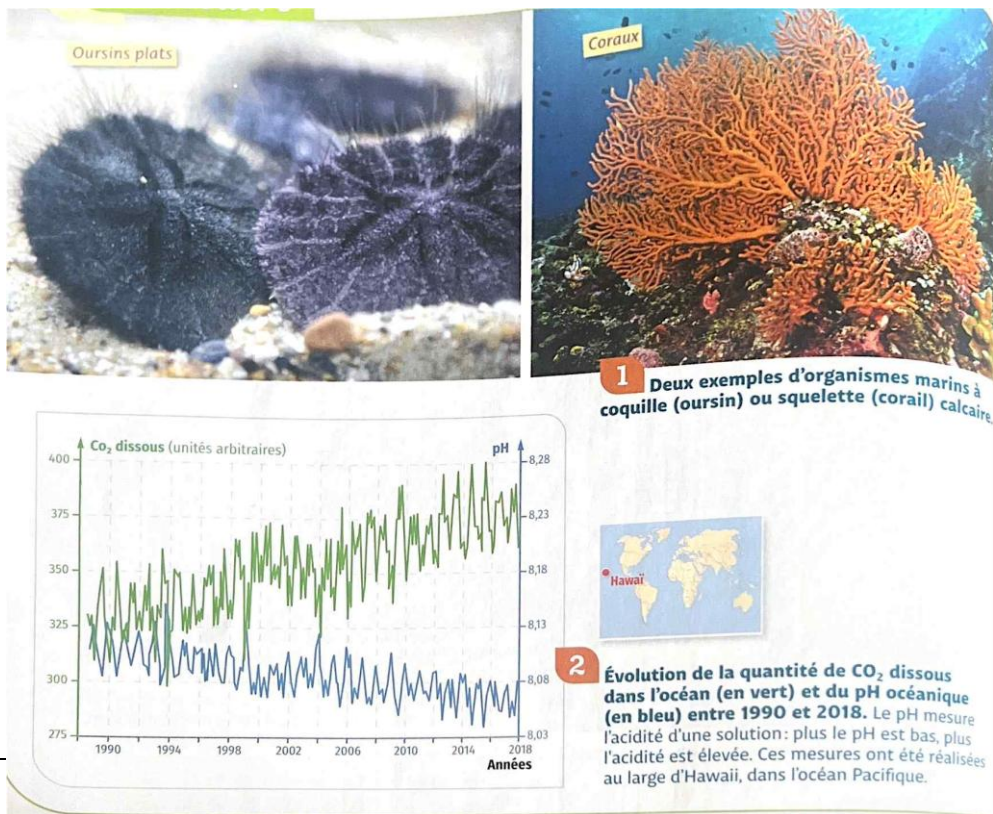 Oursins plats
Coraux
1 Deux exemples d'organismes marins à
coquille (oursin) ou squelette (corail) calcaire.
Co₂ dissous (unités arbitraires)
pH
400
375
350
325
300
275
8,28
8,23
8,18
8,13
8,08
8,03
1990
1994
1998
2002
2006
2010
2014
2018
Années
Hawaï
2 Évolution de la quantité de CO₂ dissous
dans l'océan (en vert) et du pH océanique
(en bleu) entre 1990 et 2018. Le pH mesure
l'acidité d'une solution : plus le pH est bas, plus
l'acidité est élevée. Ces mesures ont été réalisées
au large d'Hawaii, dans l'océan Pacifique.